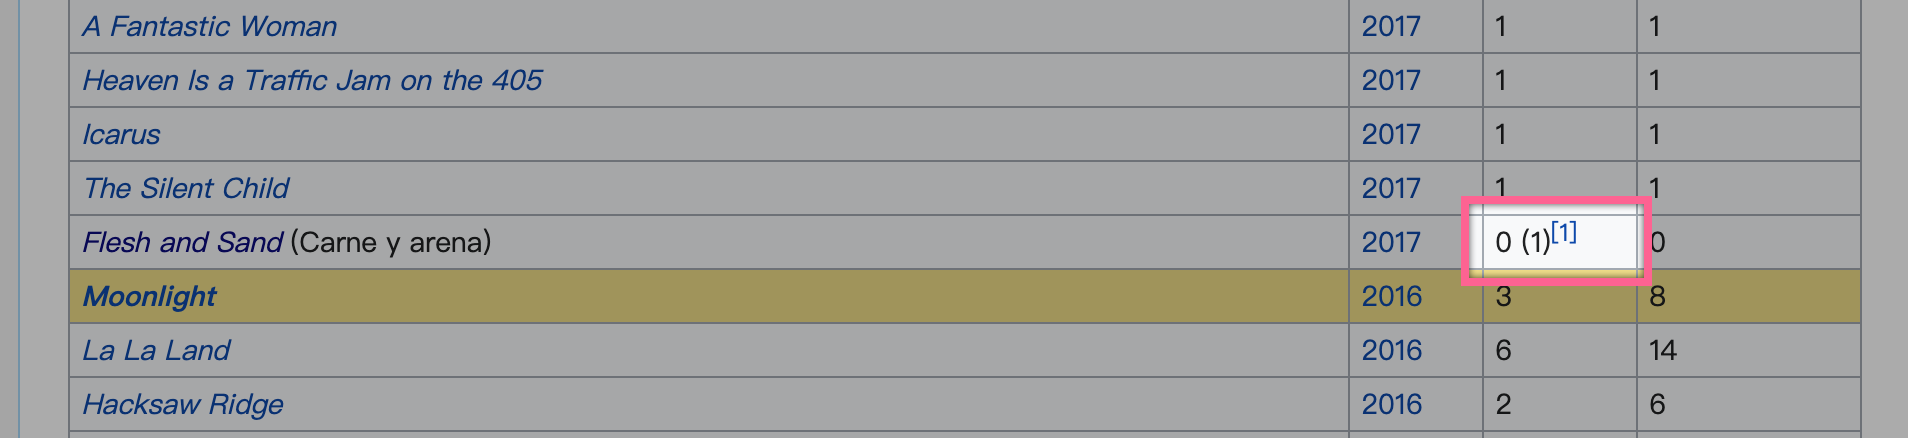 A Fantastic Woman 2017 1 1
Heaven Is a Traffic Jam on the 405 2017 1 1
Icarus 2017 1 1
The Silent Child 2017 1 1
Flesh and Sand (Carne y arena) 2017 0 (1)[1] 0
Moonlight 2016 3 8
La La Land 2016 6 14
Hacksaw Ridge 2016 2 6